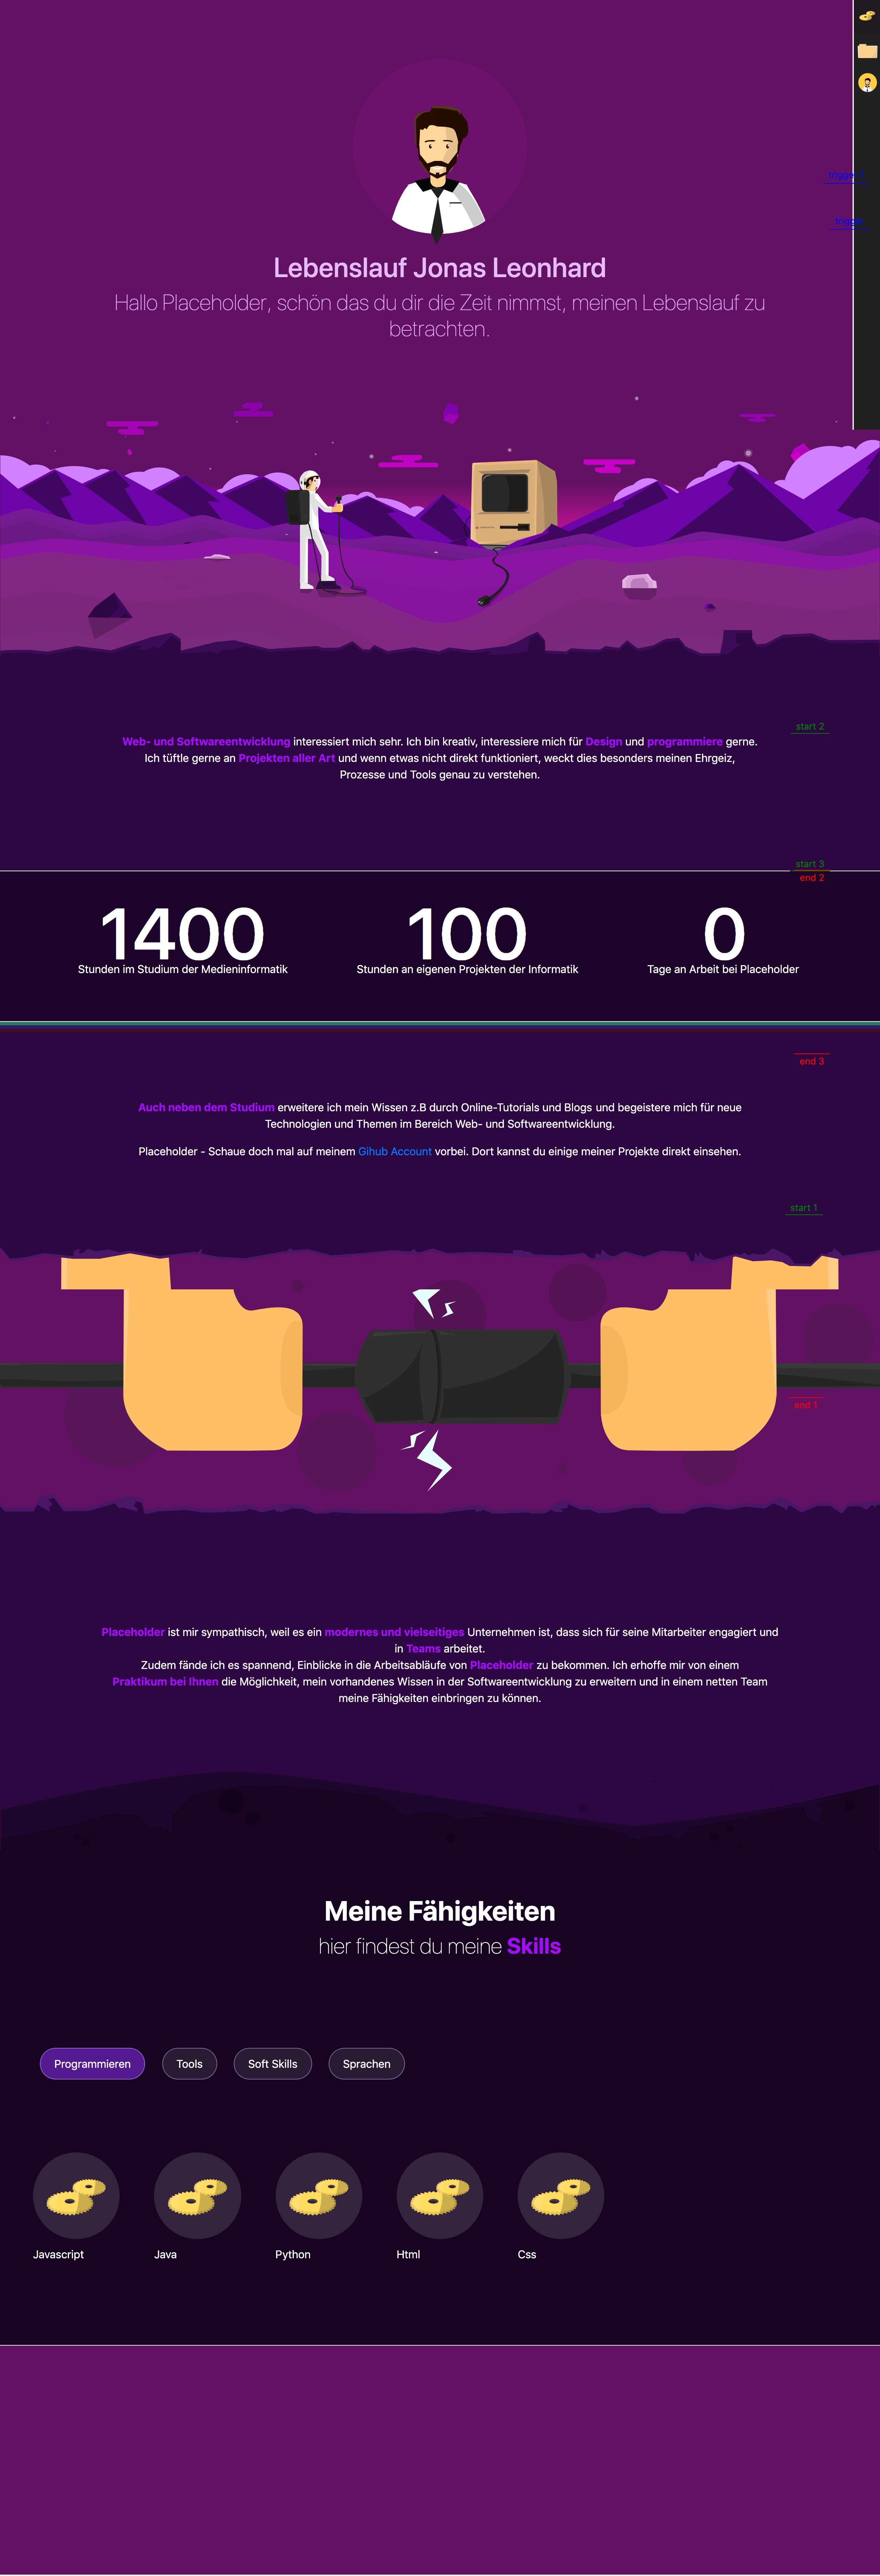 trigger 1
trigge
Lebenslauf Jonas Leonhard
Hallo Placeholder, schön das du dir die Zeit nimmst, meinen Lebenslauf zu
betrachten.
start 2
Web- und Softwareentwicklung interessiert mich sehr. Ich bin kreativ, interessiere mich für Design und programmiere gerne.
Ich tüftle gerne an Projekten aller Art und wenn etwas nicht direkt funktioniert, weckt dies besonders meinen Ehrgeiz,
Prozesse und Tools genau zu verstehen.
start 3
end 2
1400
Stunden im Studium der Medieninformatik
100
Stunden an eigenen Projekten der Informatik
0
Tage an Arbeit bei Placeholder
end 3
Auch neben dem Studium erweitere ich mein Wissen z.B durch Online-Tutorials und Blogs und begeistere mich für neue
Technologien und Themen im Bereich Web- und Softwareentwicklung.
Placeholder - Schaue doch mal auf meinem Gihub Account vorbei. Dort kannst du einige meiner Projekte direkt einsehen.
start 1
end 1
Placeholder ist mir sympathisch, weil es ein modernes und vielseitiges Unternehmen ist, dass sich für seine Mitarbeiter engagiert und
in Teams arbeitet.
Zudem fände ich es spannend, Einblicke in die Arbeitsabläufe von Placeholder zu bekommen. Ich erhoffe mir von einem
Praktikum bei Ihnen die Möglichkeit, mein vorhandenes Wissen in der Softwareentwicklung zu erweitern und in einem netten Team
meine Fähigkeiten einbringen zu können.
Meine Fähigkeiten
hier findest du meine Skills
Programmieren
Tools
Soft Skills
Sprachen
Javascript
Java
Python
Html
Css